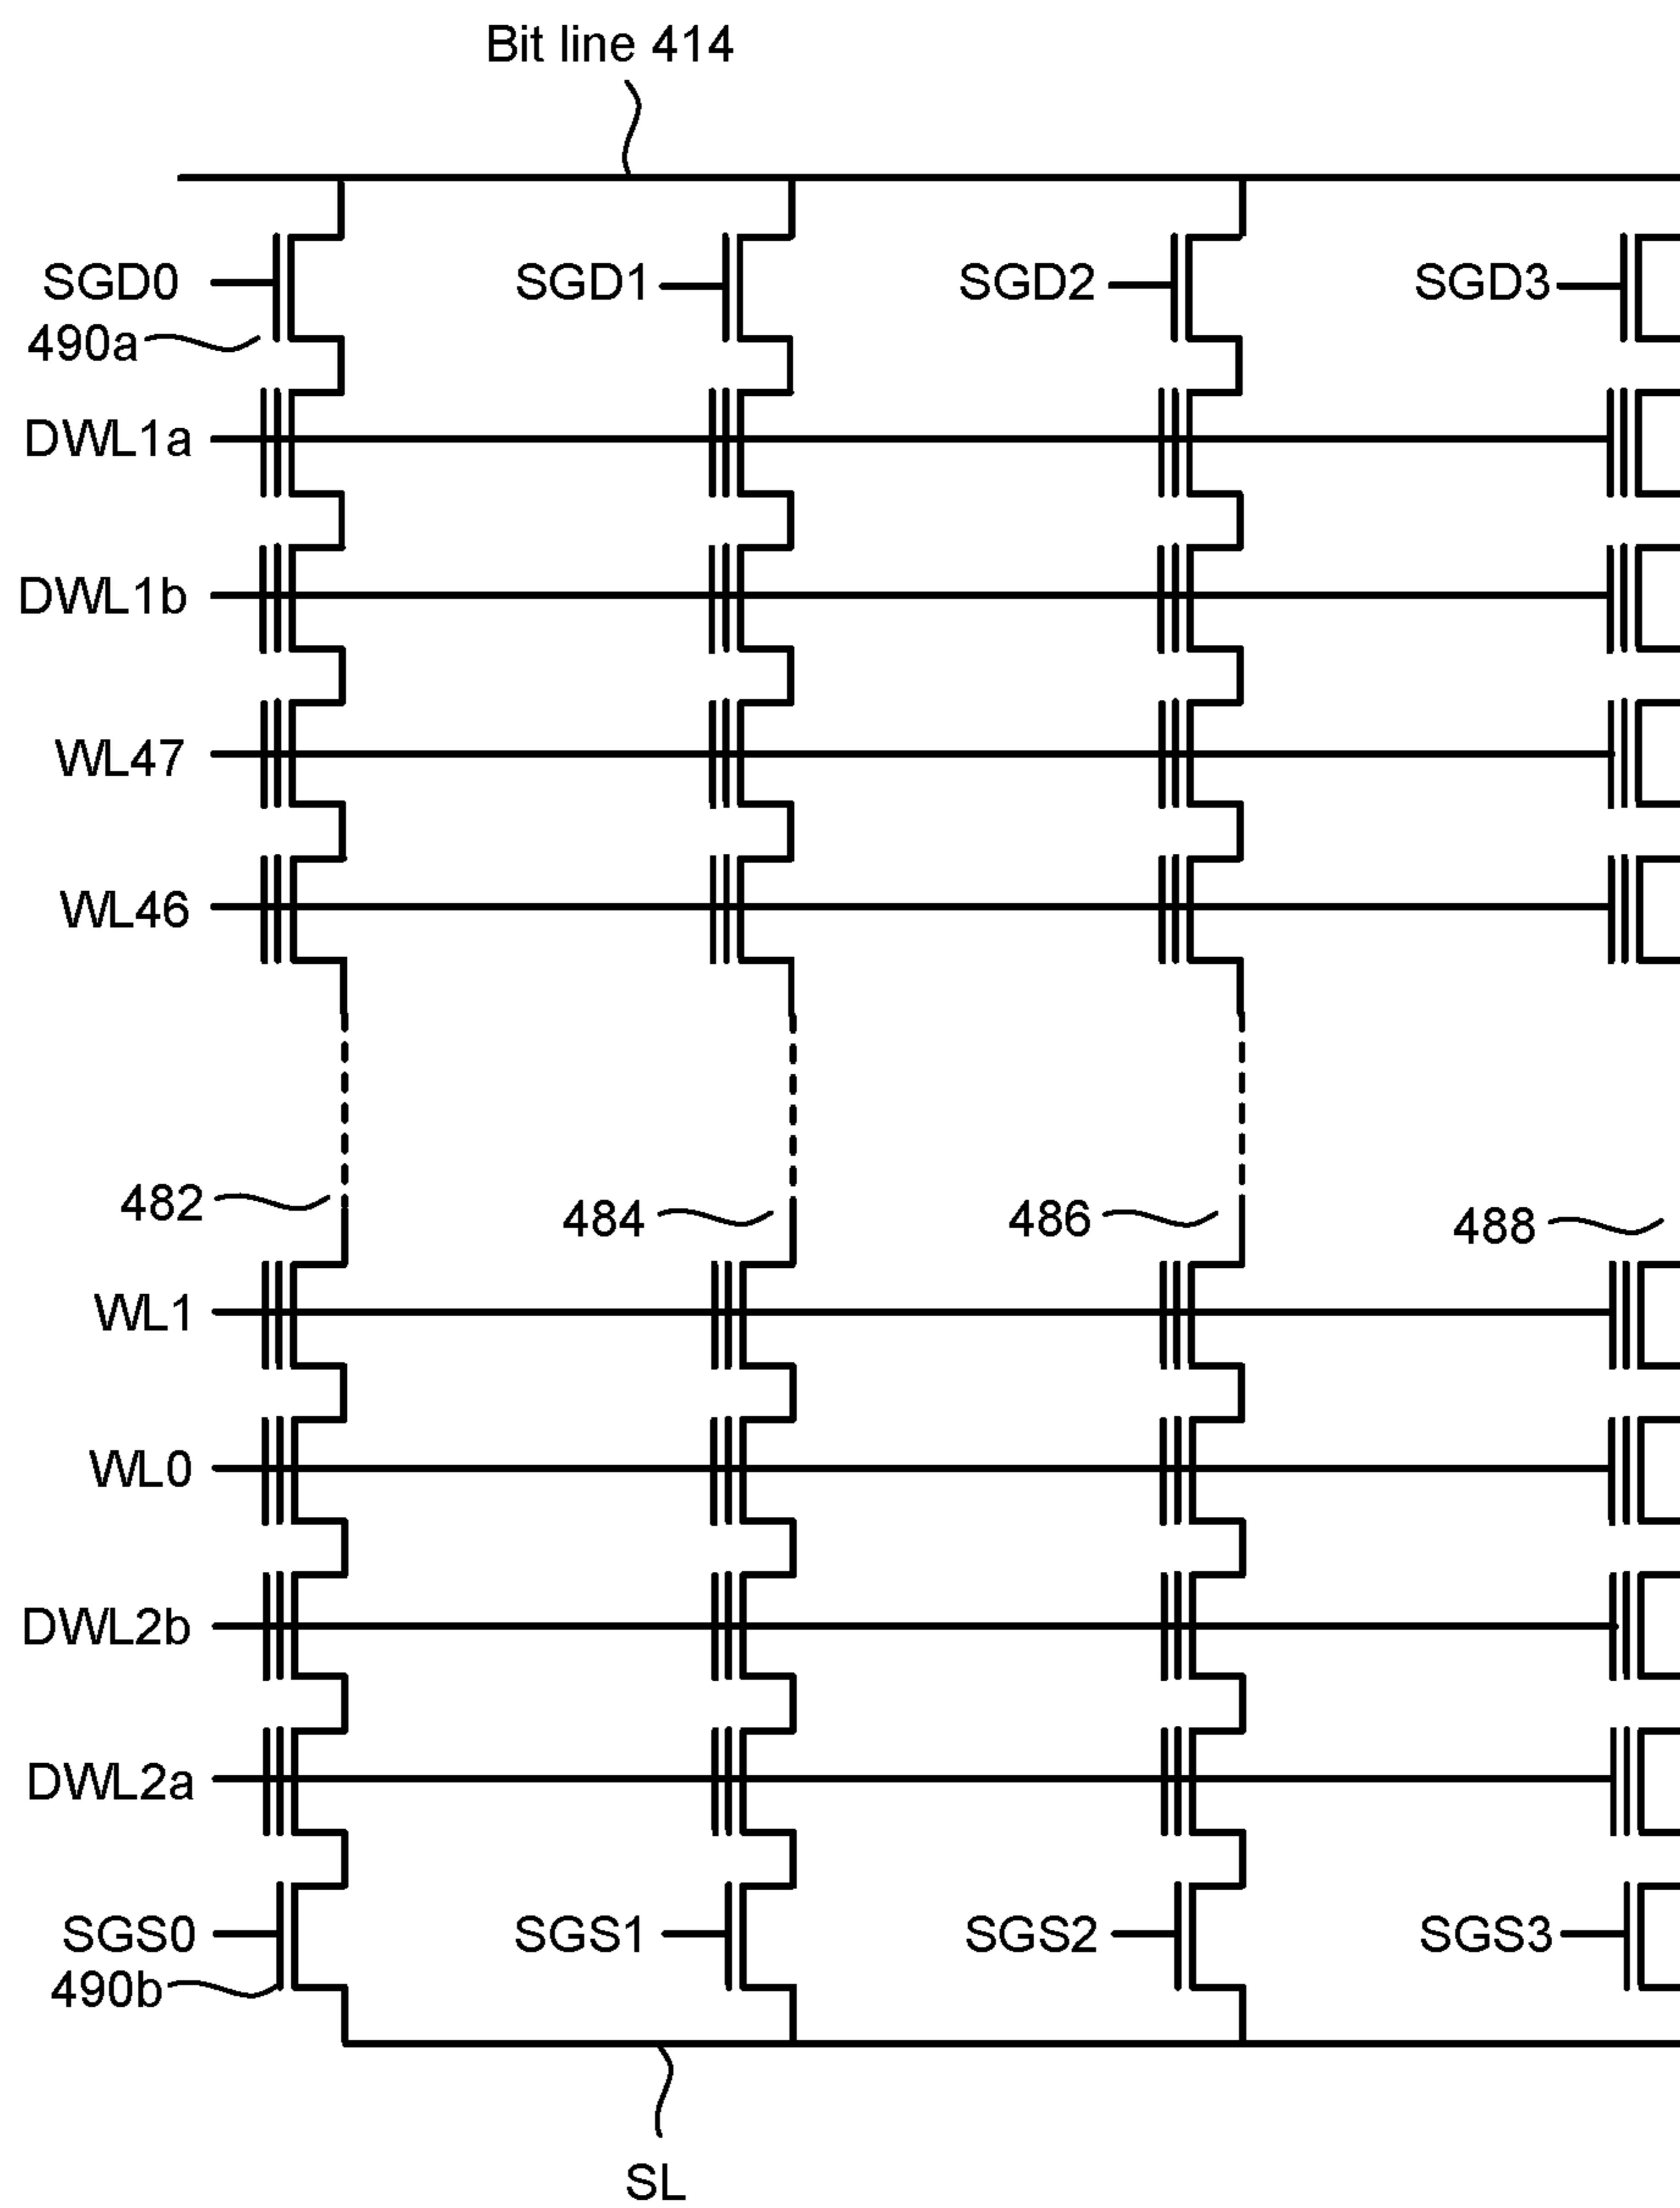 Bit line 414
SGD0 SGD1 SGD2 SGD3
490a
DWL1a
DWL1b
WL47
WL46
482 484 486 488
WL1
WL0
DWL2b
DWL2a
SGS0 SGS1 SGS2 SGS3
490b
SL